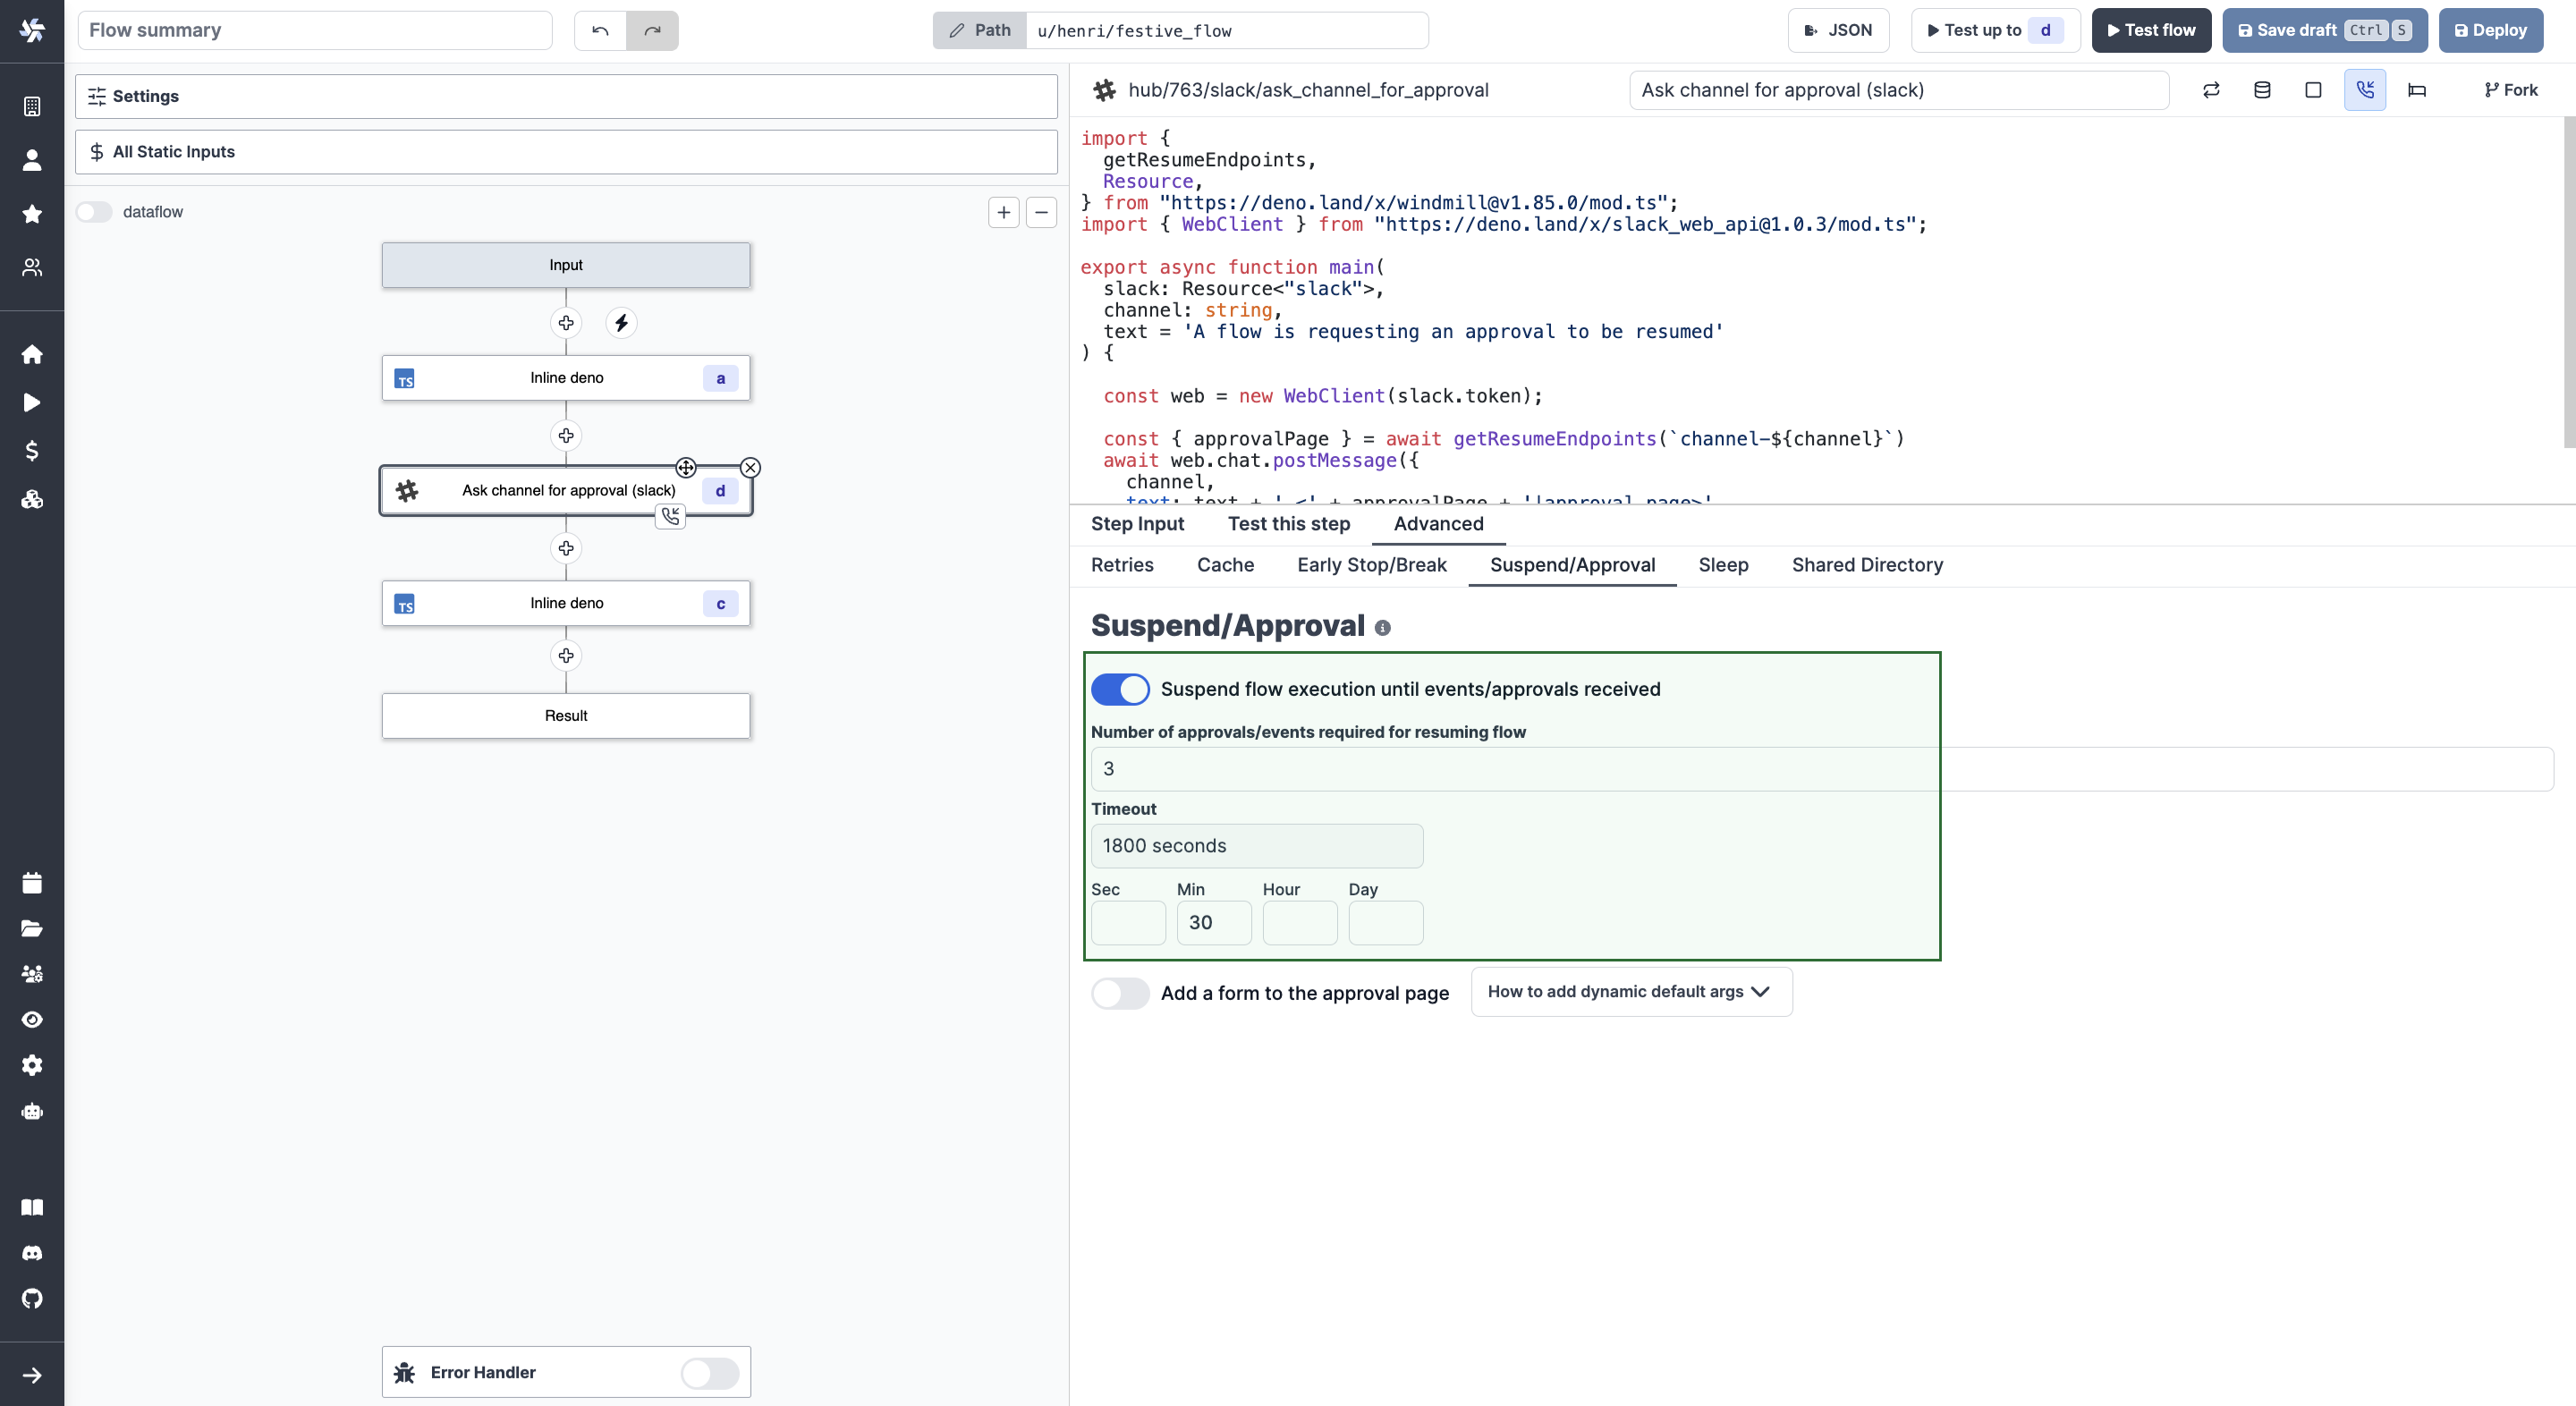 Flow summary
Path
u/henri/festive_flow
JSON
Test up to d
Test flow
Save draft Ctrl S
Deploy
Settings
All Static Inputs
dataflow
Input
TS Inline deno a
Ask channel for approval (slack) d
TS Inline deno c
Result
Error Handler
hub/763/slack/ask_channel_for_approval
Ask channel for approval (slack)
Fork
import {
  getResumeEndpoints,
  Resource,
} from "https://deno.land/x/windmill@v1.85.0/mod.ts";
import { WebClient } from "https://deno.land/x/slack_web_api@1.0.3/mod.ts";
export async function main(
  slack: Resource<"slack">,
  channel: string,
  text = 'A flow is requesting an approval to be resumed'
) {
  const web = new WebClient(slack.token);
  const { approvalPage } = await getResumeEndpoints(`channel-${channel}`)
  await web.chat.postMessage({
    channel,
    text: text + ' <' + approvalPage + '|approval page>'
Step Input Test this step Advanced
Retries Cache Early Stop/Break Suspend/Approval Sleep Shared Directory
Suspend/Approval
Suspend flow execution until events/approvals received
Number of approvals/events required for resuming flow
3
Timeout
1800 seconds
Sec Min Hour Day
30
Add a form to the approval page
How to add dynamic default args